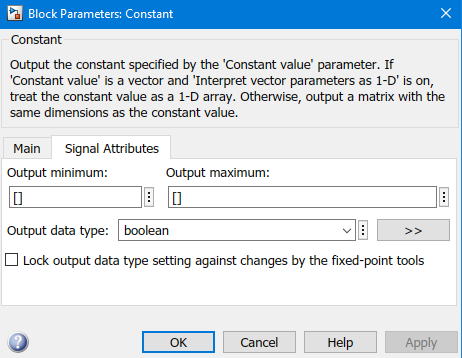 Block Parameters: Constant
Constant
Output the constant specified by the 'Constant value' parameter. If
'Constant value' is a vector and 'Interpret vector parameters as 1-D' is on,
treat the constant value as a 1-D array. Otherwise, output a matrix with the
same dimensions as the constant value.
Main Signal Attributes
Output minimum: Output maximum:
[] []
Output data type: boolean >>
Lock output data type setting against changes by the fixed-point tools
? OK Cancel Help Apply